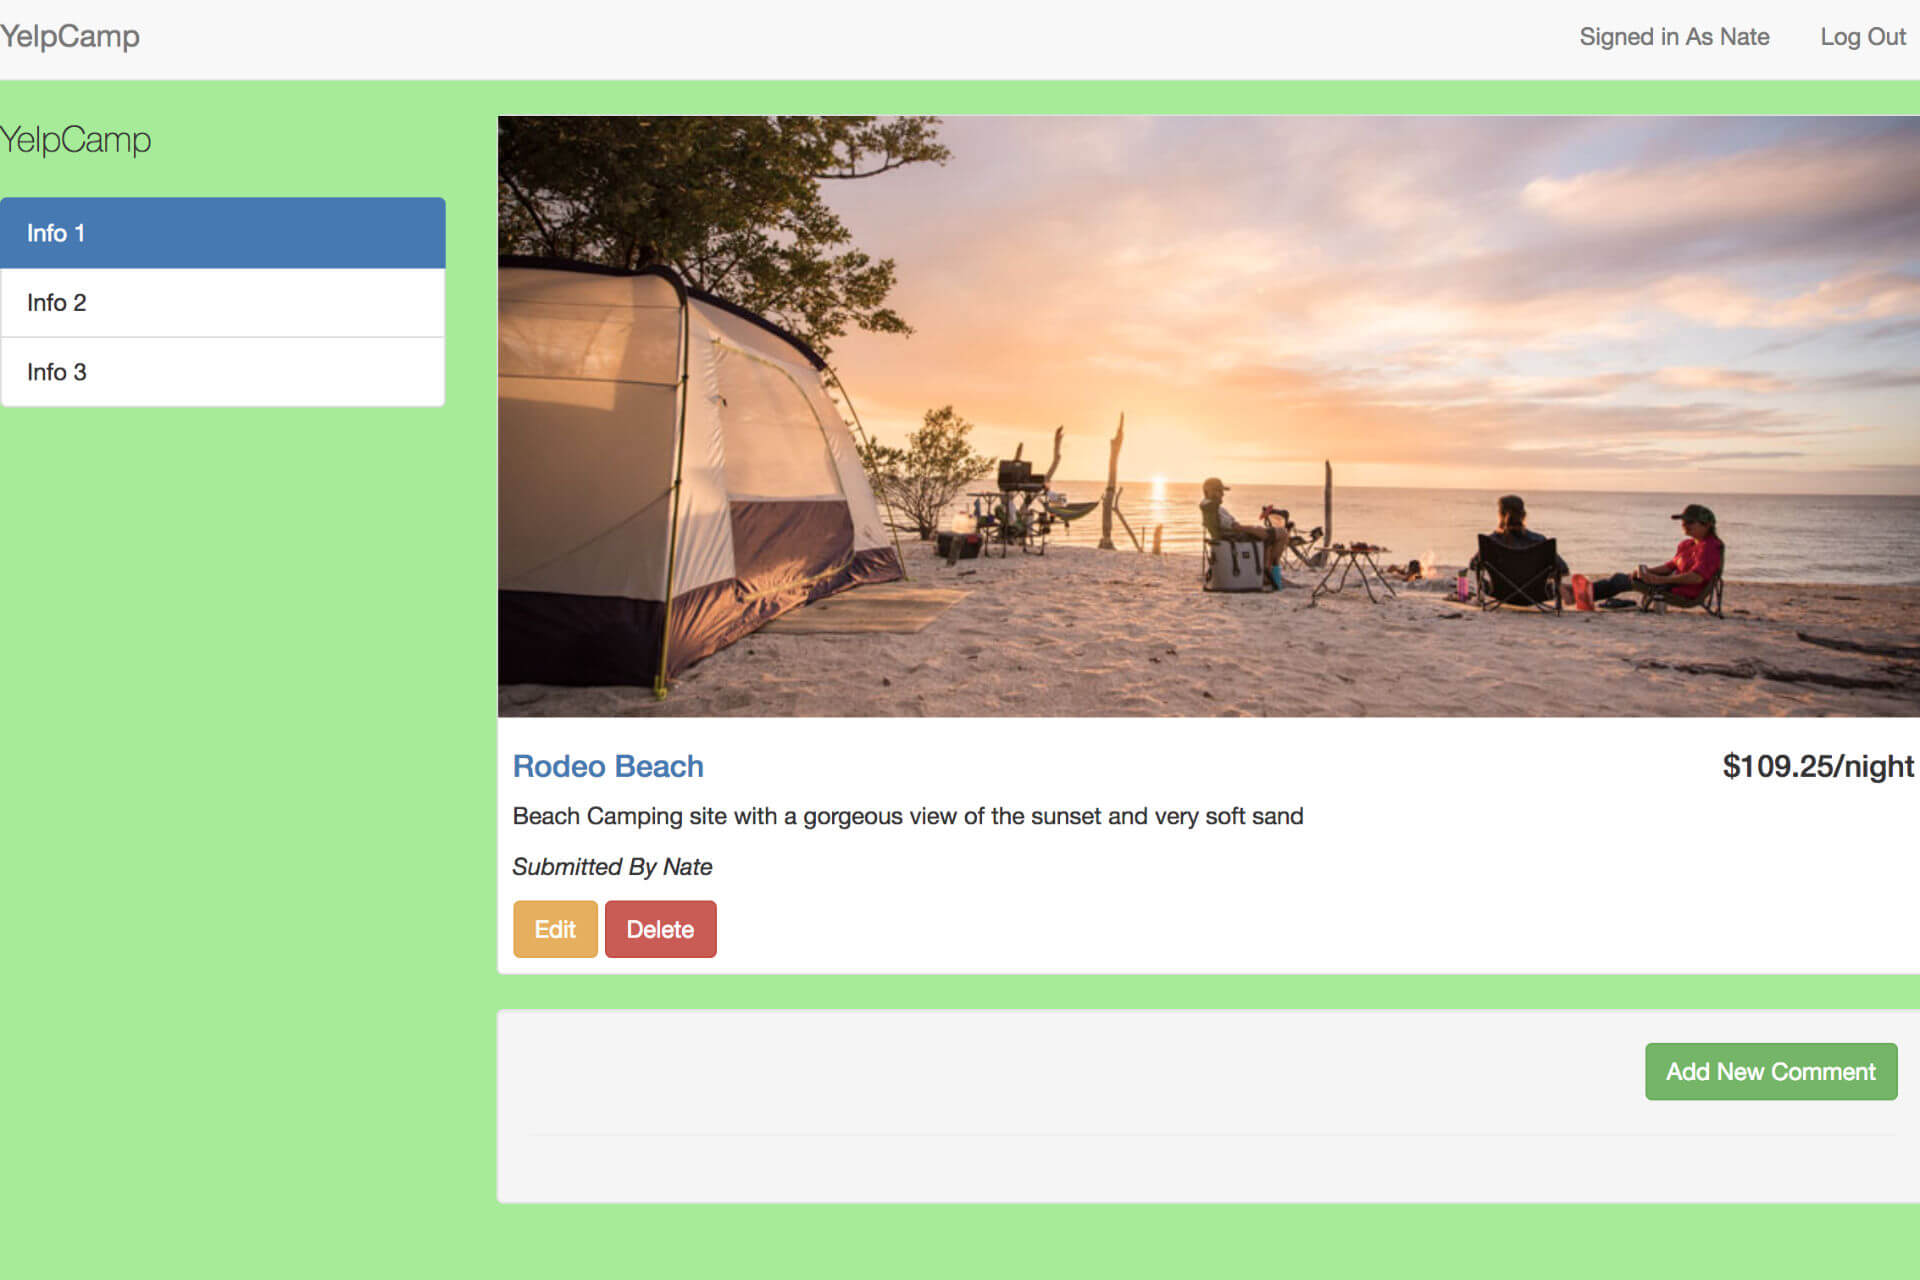 YelpCamp
Signed in As Nate
Log Out
YelpCamp
Info 1
Info 2
Info 3
Rodeo Beach
$109.25/night
Beach Camping site with a gorgeous view of the sunset and very soft sand
Submitted By Nate
Edit
Delete
Add New Comment